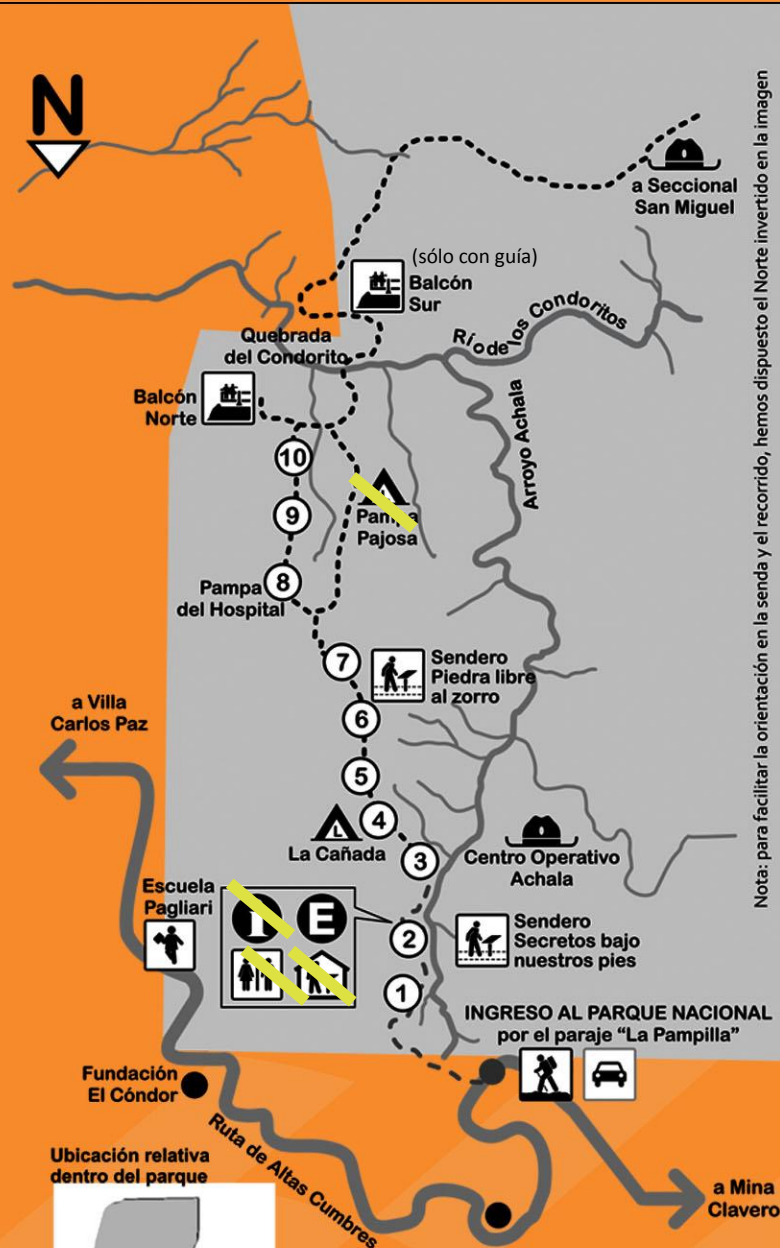 N
a Seccional
San Miguel
(sólo con guía)
Balcón
Sur
Río de los Condoritos
Quebrada
del Condorito
Balcón
Norte
Arroyo Achala
10
9
Pampa
Pajosa
8
Pampa
del Hospital
7
Sendero
Piedra libre
al zorro
a Villa
Carlos Paz
6
5
4
La Cañada
3
Centro Operativo
Achala
Escuela
Pagliari
i E
2
Sendero
Secretos bajo
nuestros pies
1
INGRESO AL PARQUE NACIONAL
por el paraje “La Pampilla”
Fundación
El Cóndor
Ruta de Altas Cumbres
Ubicación relativa
dentro del parque
a Mina
Clavero
Nota: para facilitar la orientación en la senda y el recorrido, hemos dispuesto el Norte invertido en la imagen